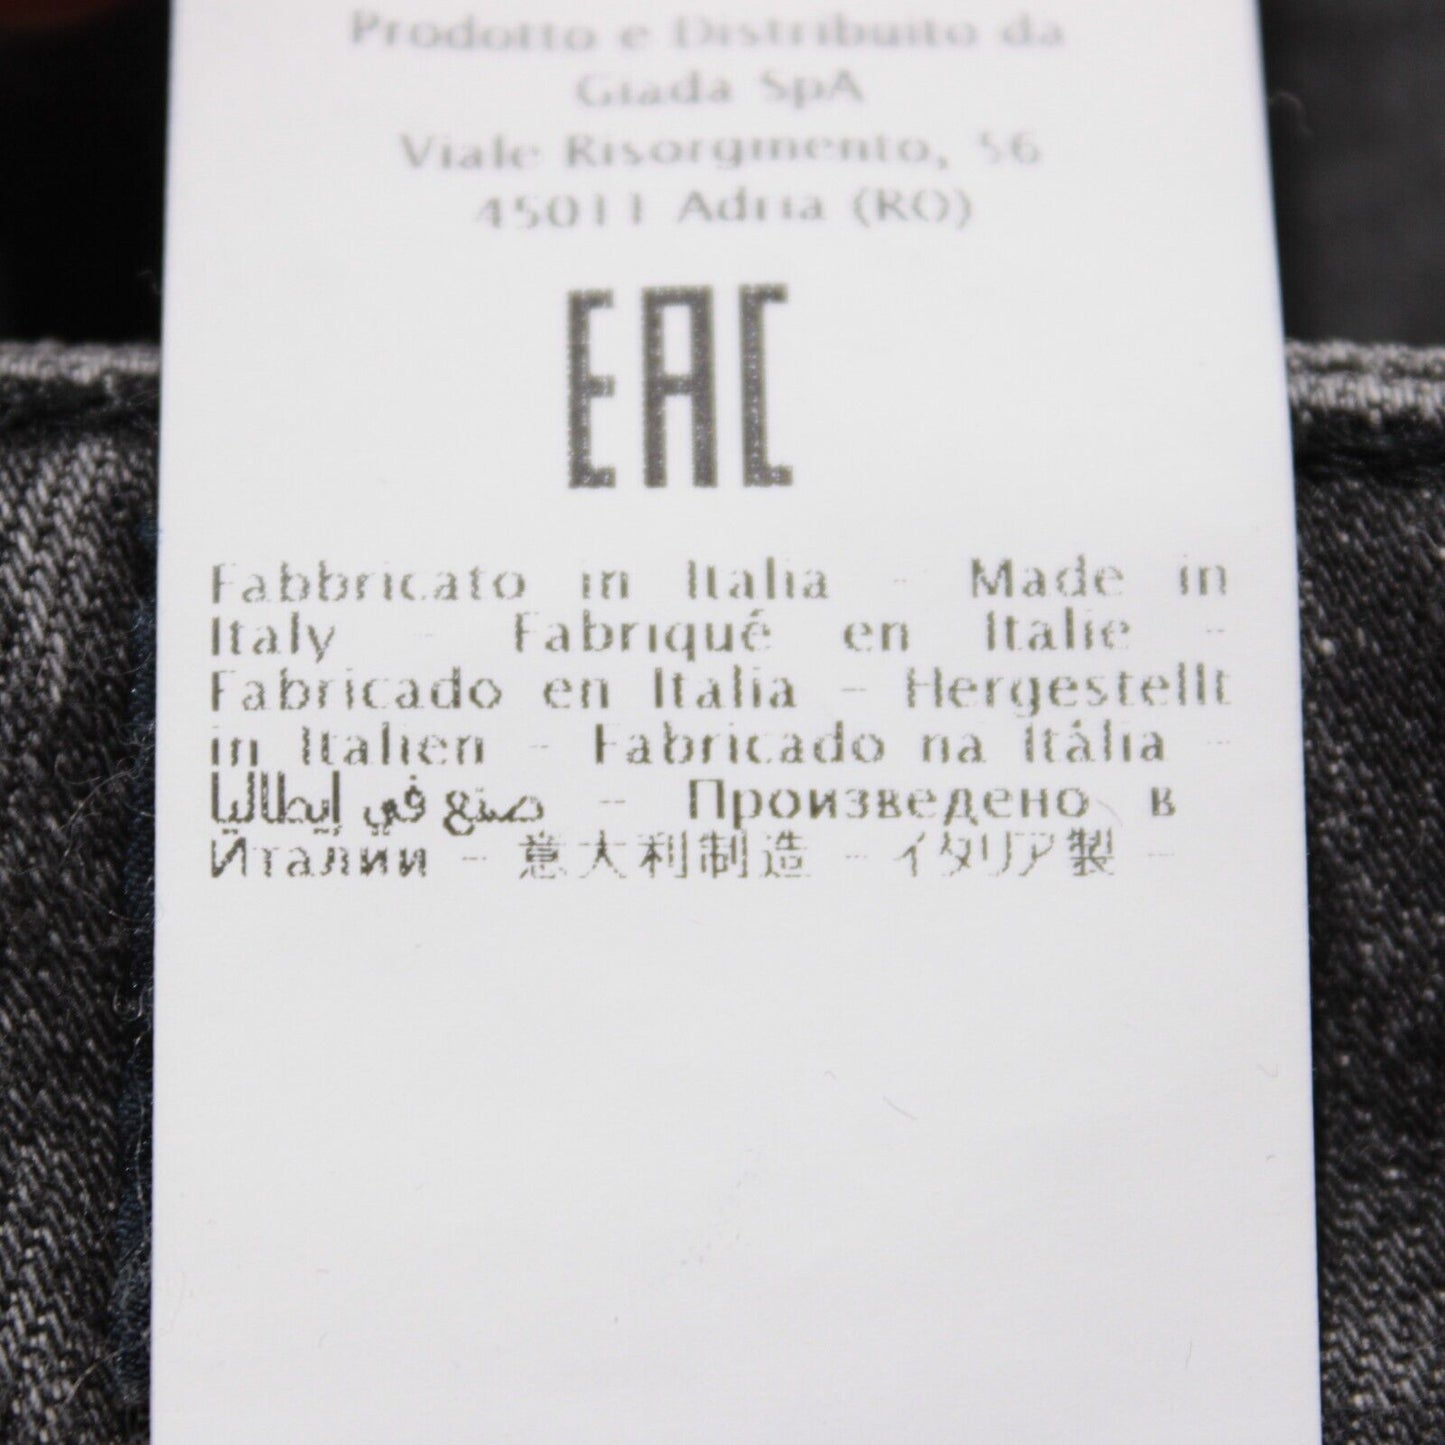 Prodotto e Distribuito da
Giada SpA
Viale Risorgimento, 36
45011 Adria (RO)
EAC
Fabbricato in Italia - Made in
Italy - Fabriqué en Italie -
Fabricado en Italia - Hergestellt
in Italien - Fabricado na Itália -
صنع في إيطاليا - Произведено в
Италии - 意大利制造 - イタリア製 -